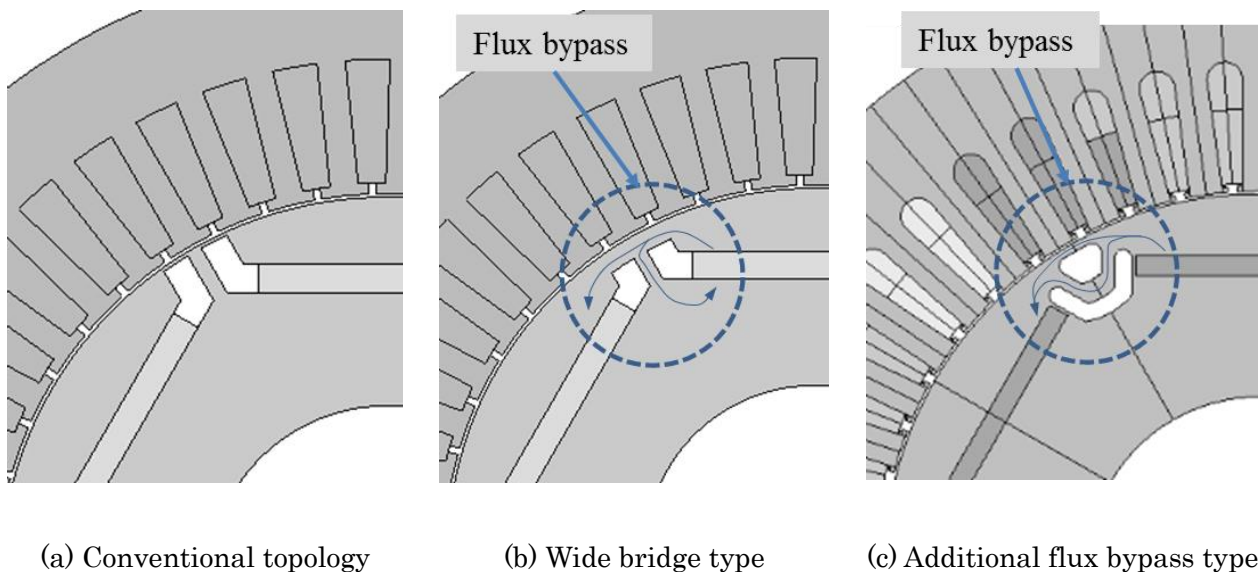 Flux bypass
Flux bypass
(a) Conventional topology
(b) Wide bridge type
(c) Additional flux bypass type